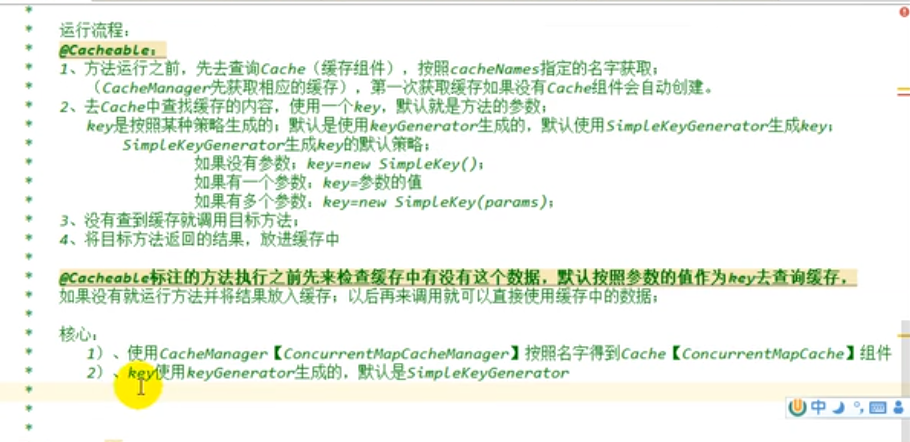 *
* 运行流程：
* @Cacheable：
* 1、方法运行之前，先去查询Cache（缓存组件），按照cacheNames指定的名字获取；
* （CacheManager先获取相应的缓存），第一次获取缓存如果没有Cache组件会自动创建。
* 2、去Cache中查找缓存的内容，使用一个key，默认就是方法的参数；
* key是按照某种策略生成的；默认是使用keyGenerator生成的，默认使用SimpleKeyGenerator生成key；
* SimpleKeyGenerator生成key的默认策略；
* 如果没有参数；key=new SimpleKey()；
* 如果有一个参数：key=参数的值
* 如果有多个参数：key=new SimpleKey(params)；
* 3、没有查到缓存就调用目标方法；
* 4、将目标方法返回的结果，放进缓存中
*
* @Cacheable标注的方法执行之前先来检查缓存中有没有这个数据，默认按照参数的值作为key去查询缓存，
* 如果没有就运行方法并将结果放入缓存；以后再来调用就可以直接使用缓存中的数据；
*
* 核心：
* 1）、使用CacheManager【ConcurrentMapCacheManager】按照名字得到Cache【ConcurrentMapCache】组件
* 2）、key使用keyGenerator生成的，默认是SimpleKeyGenerator
*
*
*
中